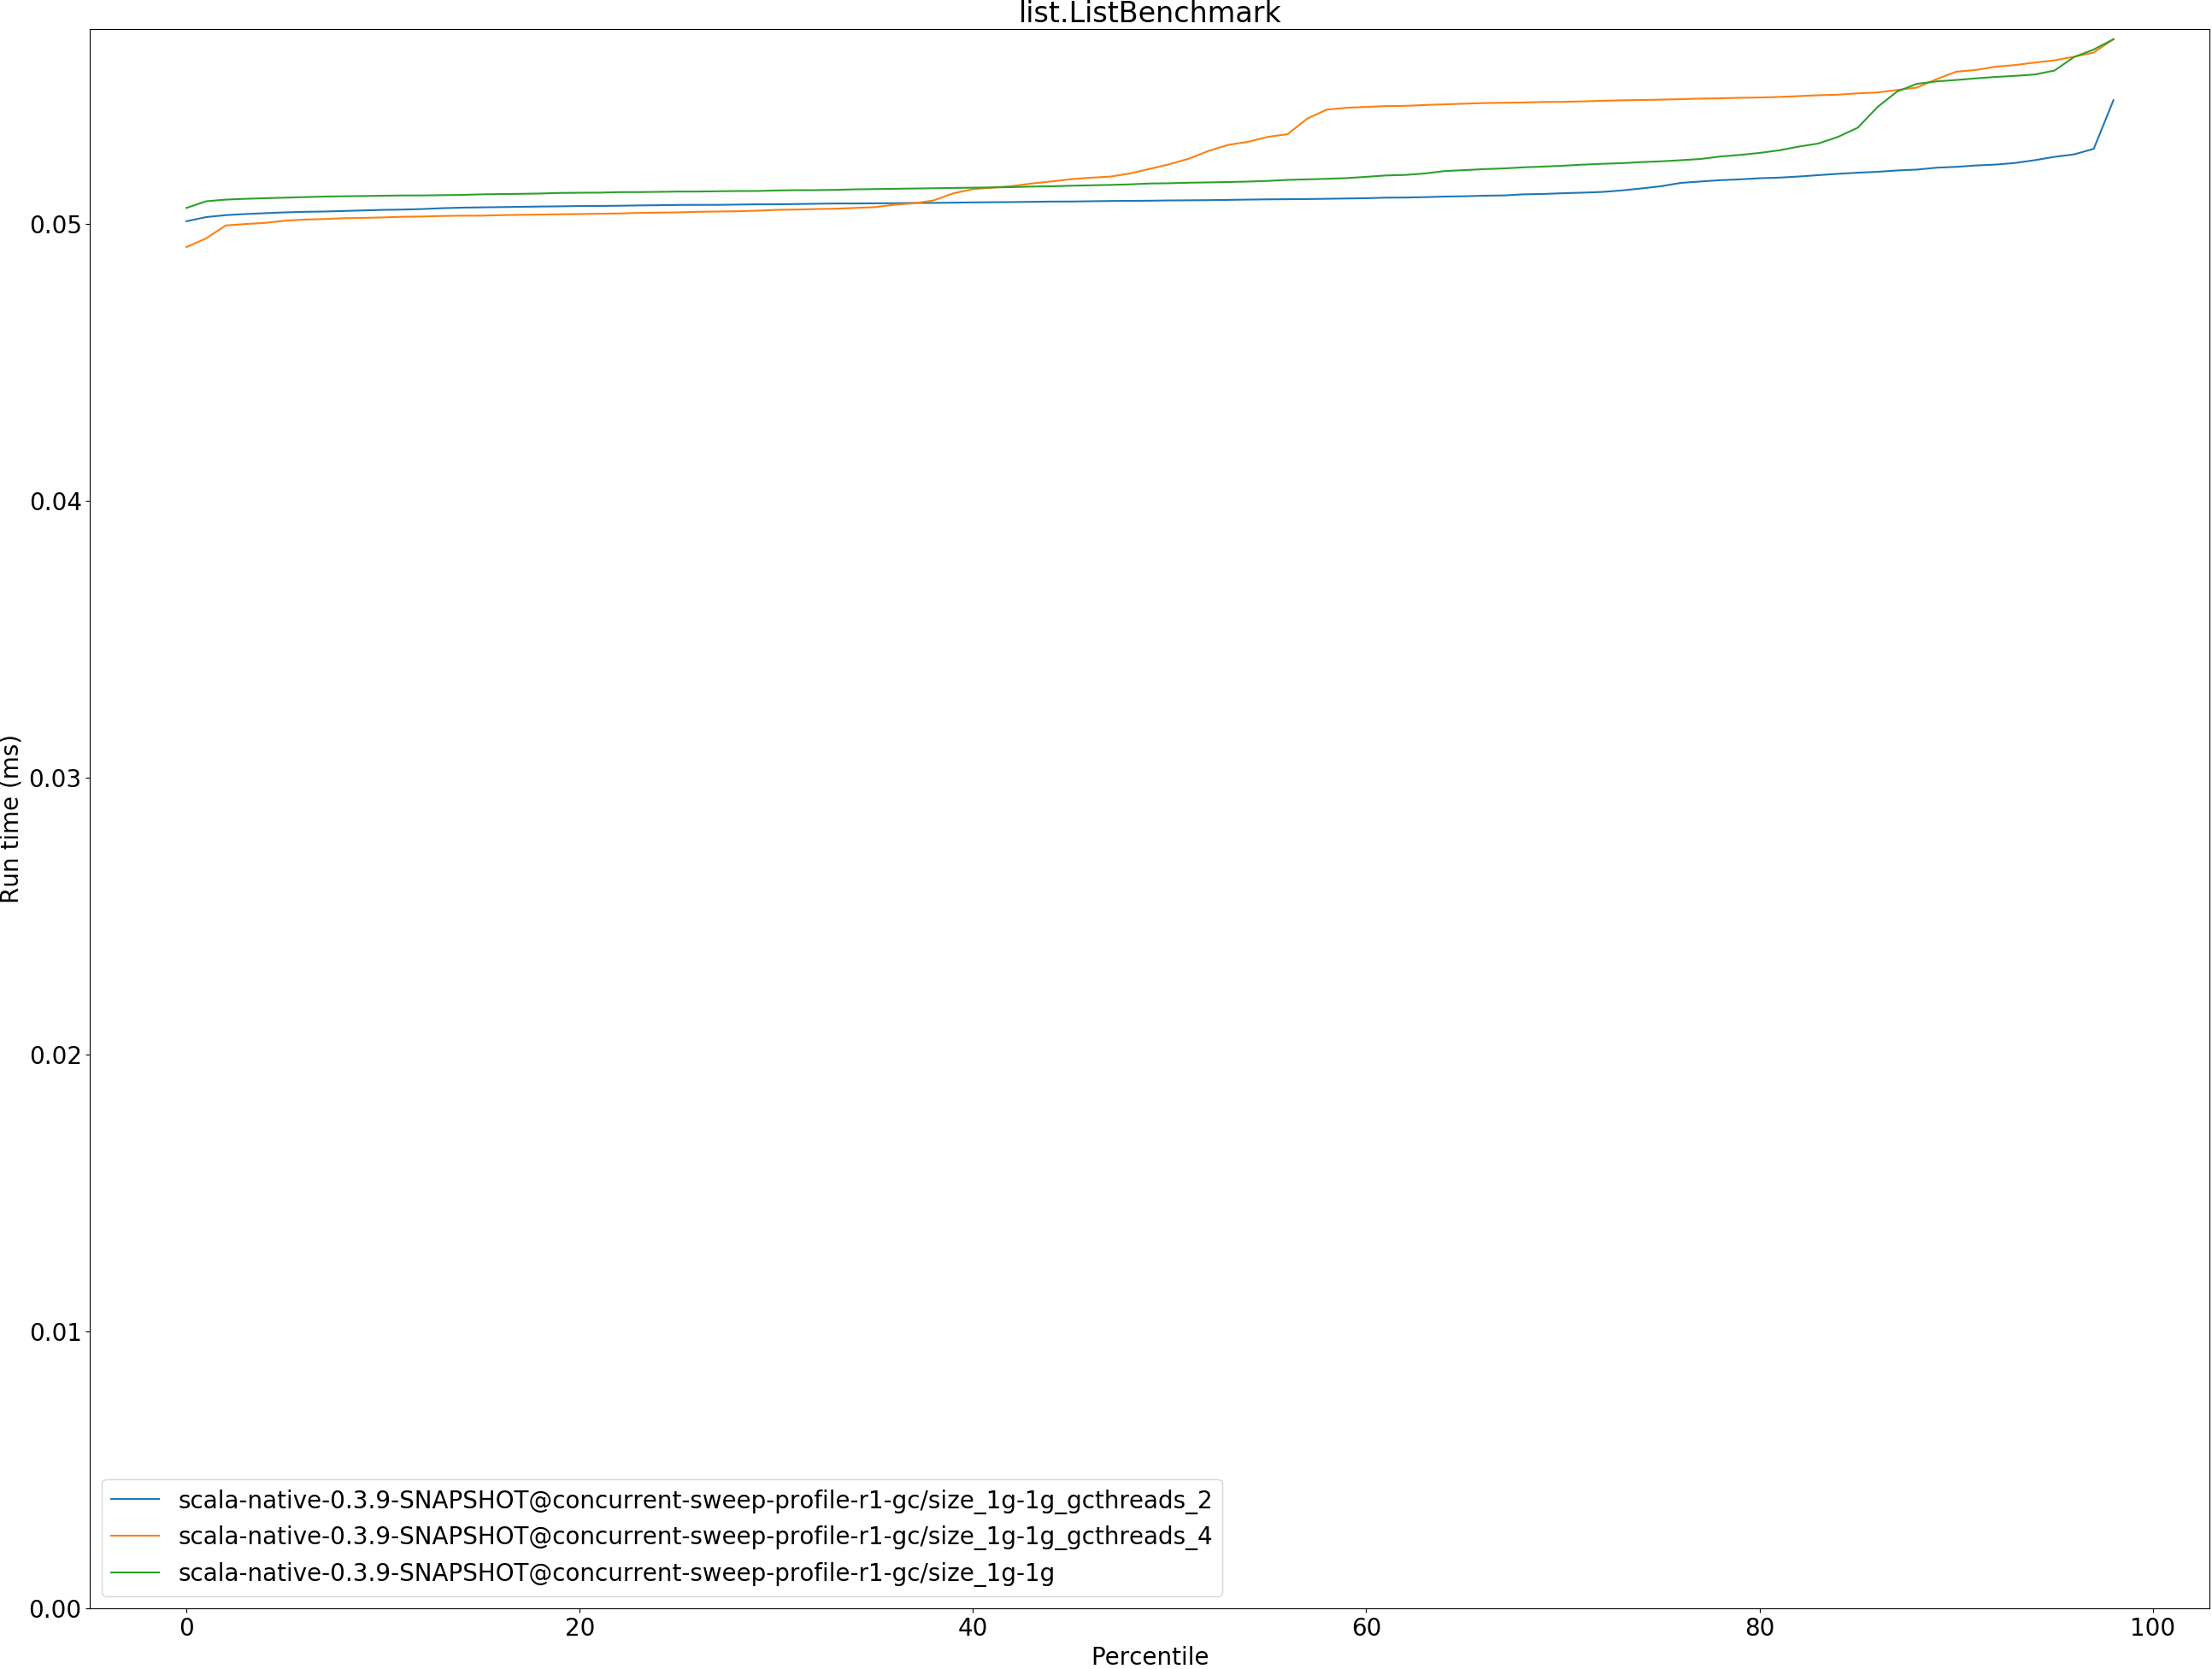 list.ListBenchmark
0.05
0.04
0.03
0.02
0.01
0.00
Run time (ms)
scala-native-0.3.9-SNAPSHOT@concurrent-sweep-profile-r1-gc/size_1g-1g_gcthreads_2
scala-native-0.3.9-SNAPSHOT@concurrent-sweep-profile-r1-gc/size_1g-1g_gcthreads_4
scala-native-0.3.9-SNAPSHOT@concurrent-sweep-profile-r1-gc/size_1g-1g
0 20 40 60 80 100
Percentile